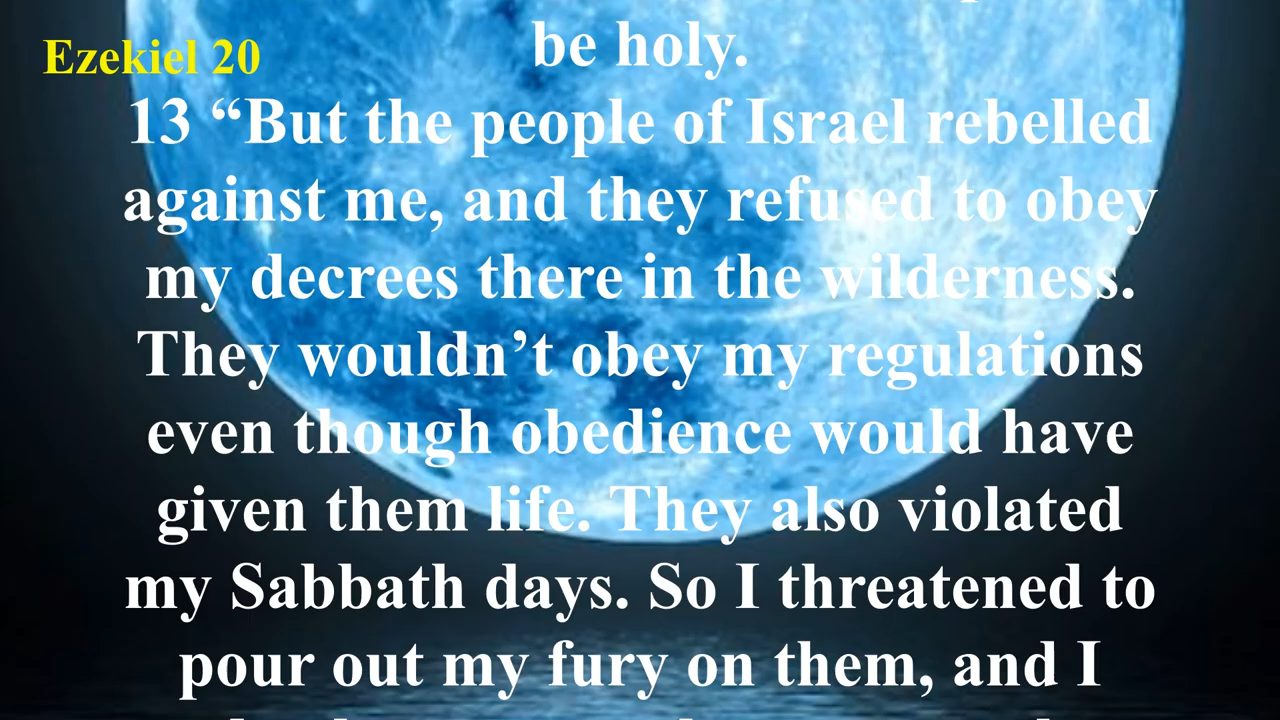 be holy.
Ezekiel 20
13 “But the people of Israel rebelled
against me, and they refused to obey
my decrees there in the wilderness.
They wouldn’t obey my regulations
even though obedience would have
given them life. They also violated
my Sabbath days. So I threatened to
pour out my fury on them, and I